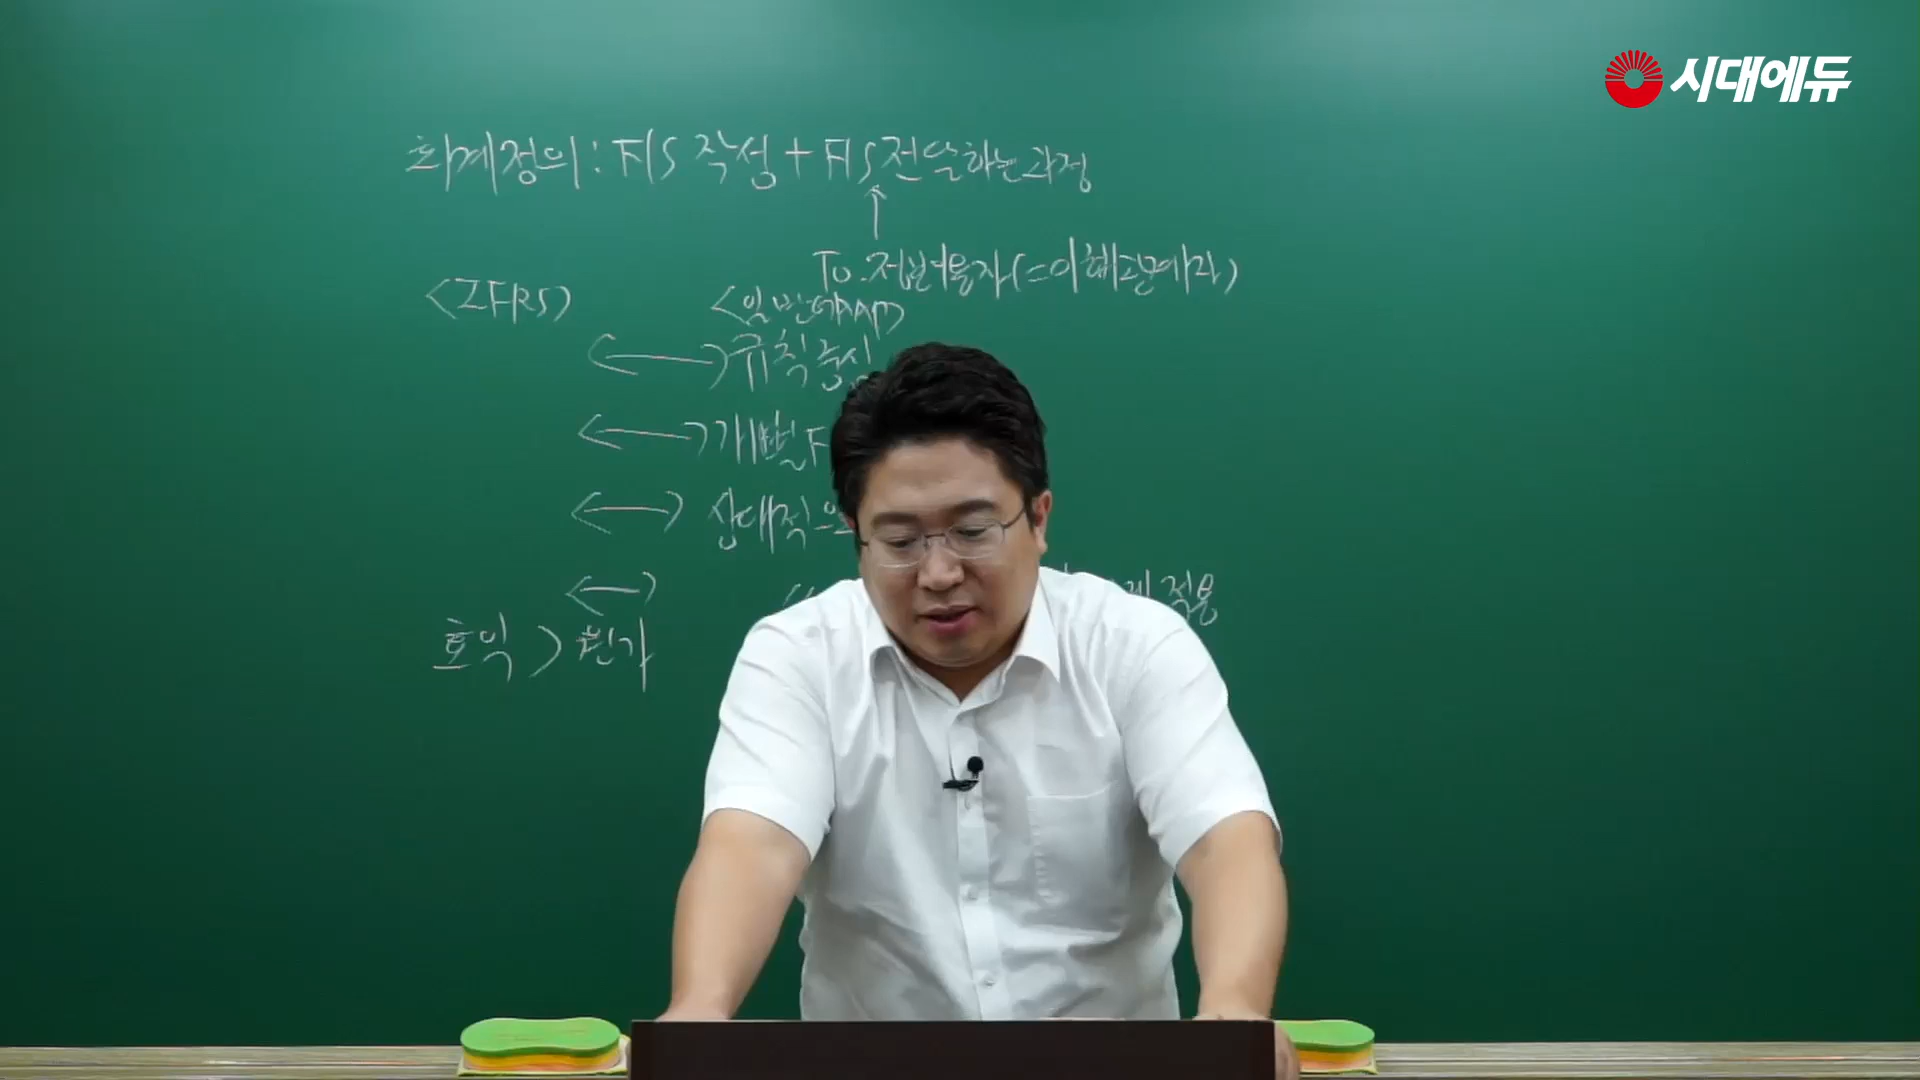 시대에듀
회계정의 : F/S 작성 + F/S 전달하는 과정
↑
To. 정보이용자(=이해관계자)
<IFRS> <일반GAAP>
←→ 규칙중심
←→ 개별F
←→ 상대적으
←→ 적용
효익 > 원가